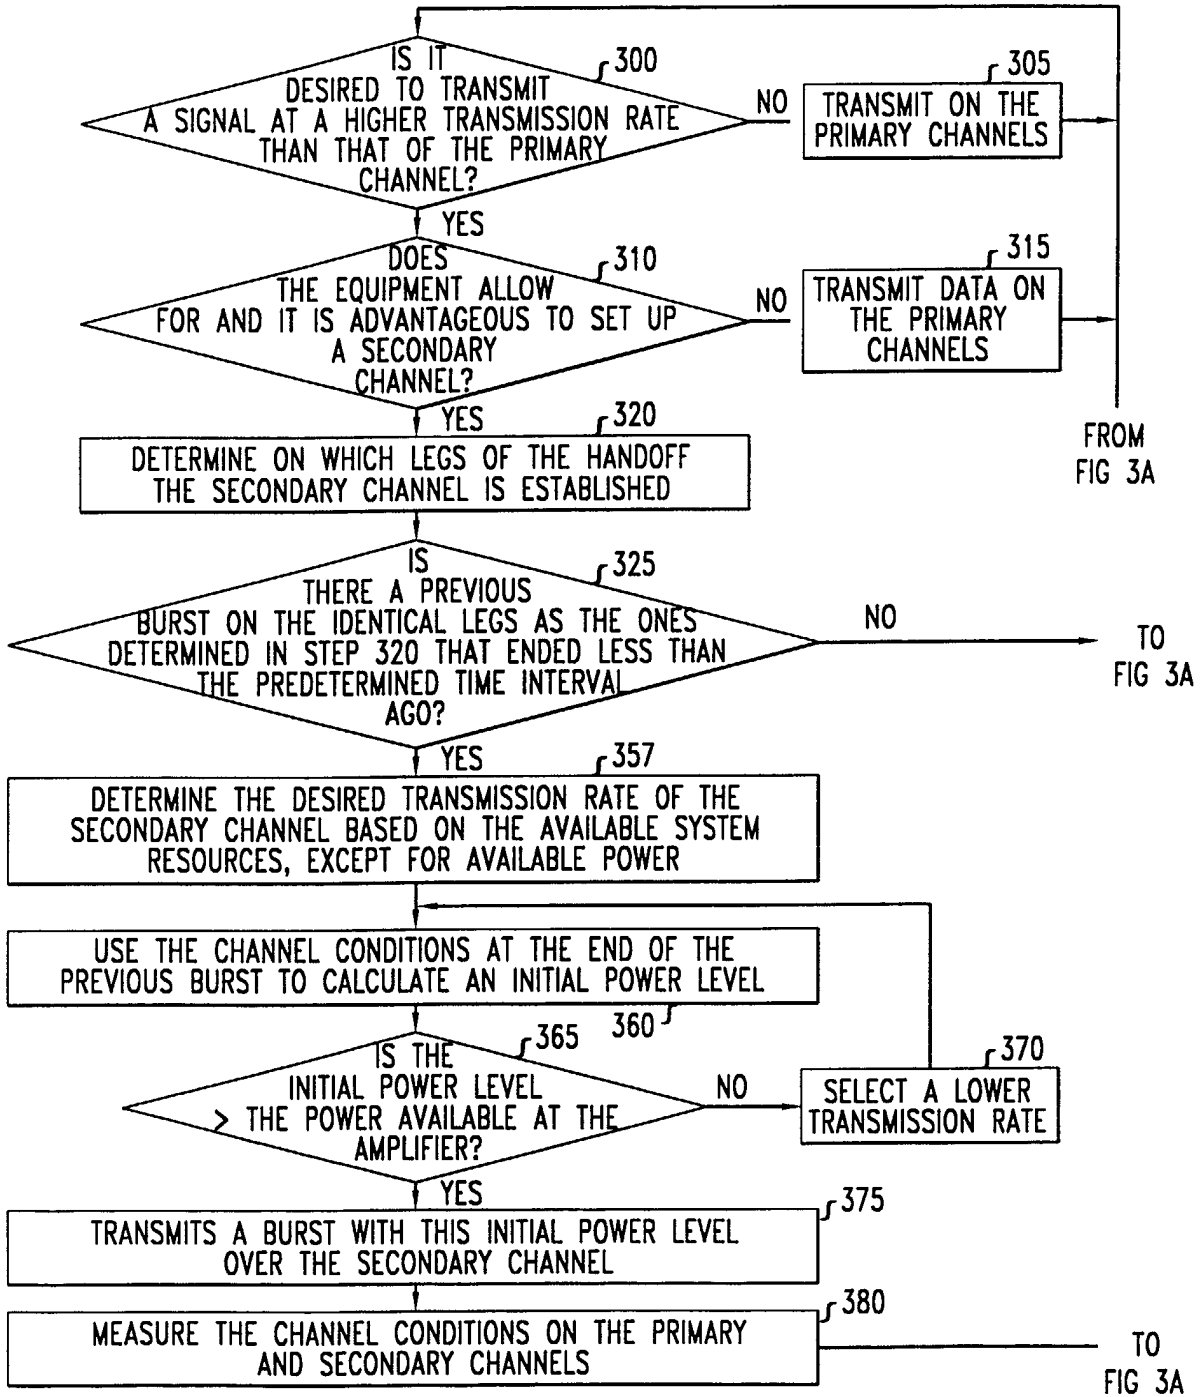 IS IT
DESIRED TO TRANSMIT
A SIGNAL AT A HIGHER TRANSMISSION RATE
THAN THAT OF THE PRIMARY
CHANNEL?
300
NO
305
TRANSMIT ON THE
PRIMARY CHANNELS
YES
DOES
THE EQUIPMENT ALLOW
FOR AND IT IS ADVANTAGEOUS TO SET UP
A SECONDARY
CHANNEL?
310
NO
315
TRANSMIT DATA ON
THE PRIMARY
CHANNELS
FROM
FIG 3A
YES
320
DETERMINE ON WHICH LEGS OF THE HANDOFF
THE SECONDARY CHANNEL IS ESTABLISHED
IS
THERE A PREVIOUS
BURST ON THE IDENTICAL LEGS AS THE ONES
DETERMINED IN STEP 320 THAT ENDED LESS THAN
THE PREDETERMINED TIME INTERVAL
AGO?
325
NO
TO
FIG 3A
YES
357
DETERMINE THE DESIRED TRANSMISSION RATE OF THE
SECONDARY CHANNEL BASED ON THE AVAILABLE SYSTEM
RESOURCES, EXCEPT FOR AVAILABLE POWER
USE THE CHANNEL CONDITIONS AT THE END OF THE
PREVIOUS BURST TO CALCULATE AN INITIAL POWER LEVEL
360
IS THE
INITIAL POWER LEVEL
> THE POWER AVAILABLE AT THE
AMPLIFIER?
365
NO
370
SELECT A LOWER
TRANSMISSION RATE
YES
375
TRANSMITS A BURST WITH THIS INITIAL POWER LEVEL
OVER THE SECONDARY CHANNEL
380
MEASURE THE CHANNEL CONDITIONS ON THE PRIMARY
AND SECONDARY CHANNELS
TO
FIG 3A